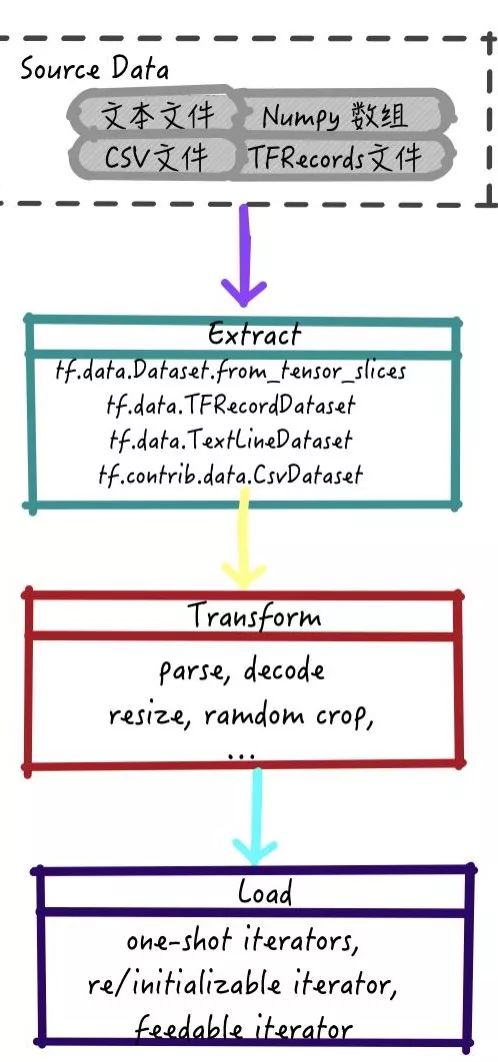 Source Data
文本文件 Numpy 数组
CSV文件 TFRecords文件
Extract
tf.data.Dataset.from_tensor_slices
tf.data.TFRecordDataset
tf.data.TextLineDataset
tf.contrib.data.CsvDataset
Transform
parse, decode
resize, ramdom crop,
...
Load
one-shot iterators,
re/initializable iterator,
feedable iterator